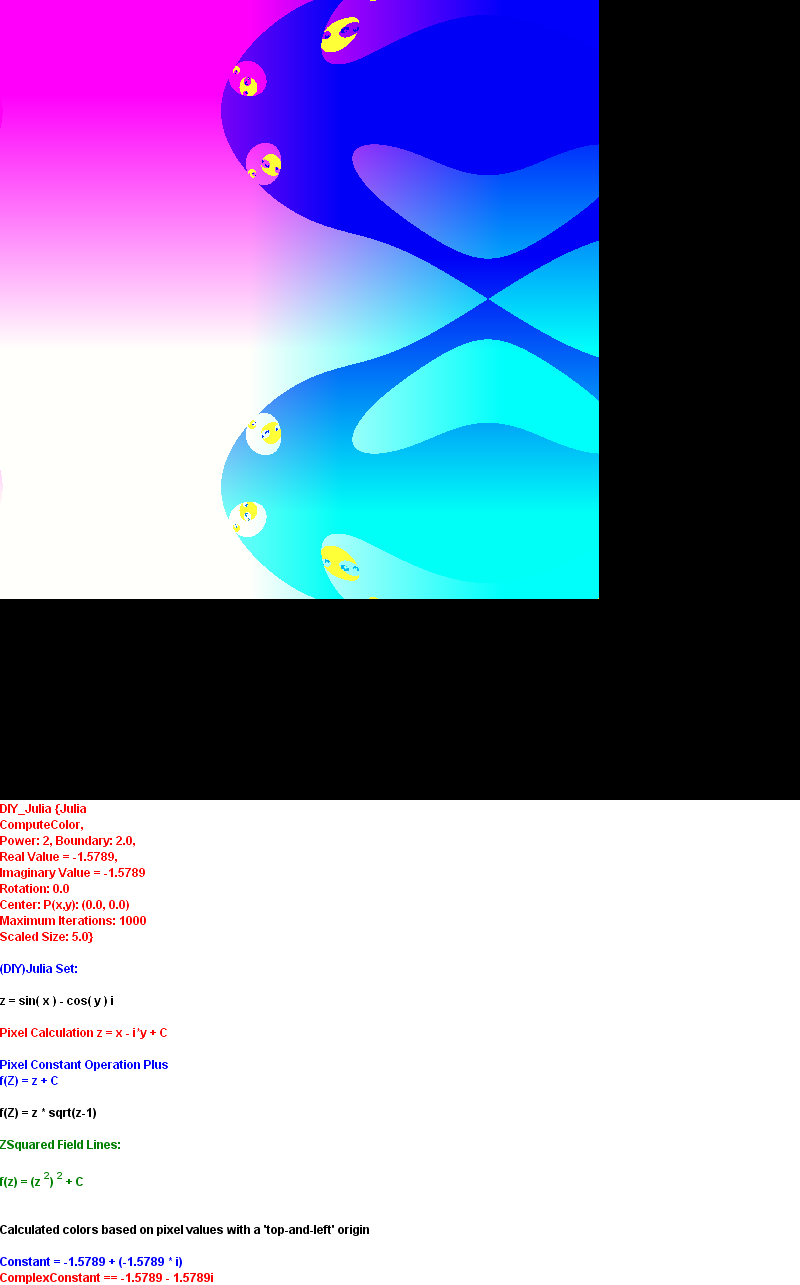 DIY_Julia {Julia
ComputeColor,
Power: 2, Boundary: 2.0,
Real Value = -1.5789,
Imaginary Value = -1.5789
Rotation: 0.0
Center: P(x,y): (0.0, 0.0)
Maximum Iterations: 1000
Scaled Size: 5.0}
(DIY)Julia Set:
z = sin( x ) - cos( y ) i
Pixel Calculation z = x - i*y + C
Pixel Constant Operation Plus
f(Z) = z + C
f(Z) = z * sqrt(z-1)
ZSquared Field Lines:
f(z) = (z 2) 2 + C
Calculated colors based on pixel values with a 'top-and-left' origin
Constant = -1.5789 + (-1.5789 * i)
ComplexConstant == -1.5789 - 1.5789i